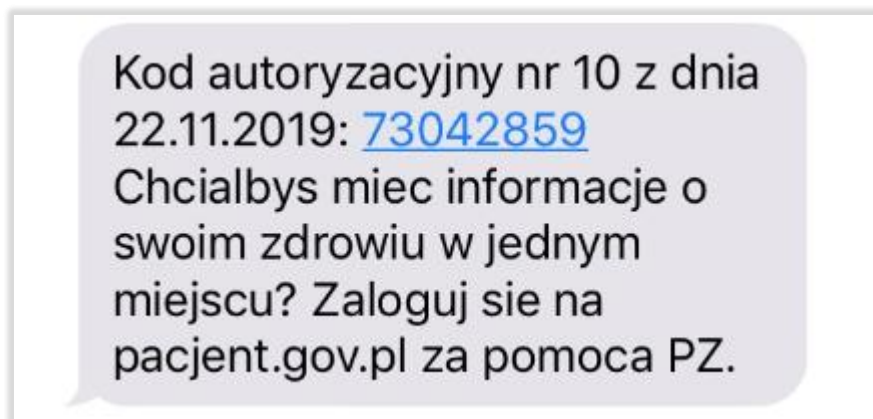 Kod autoryzacyjny nr 10 z dnia
22.11.2019: 73042859
Chcialbys miec informacje o
swoim zdrowiu w jednym
miejscu? Zaloguj sie na
pacjent.gov.pl za pomoca PZ.